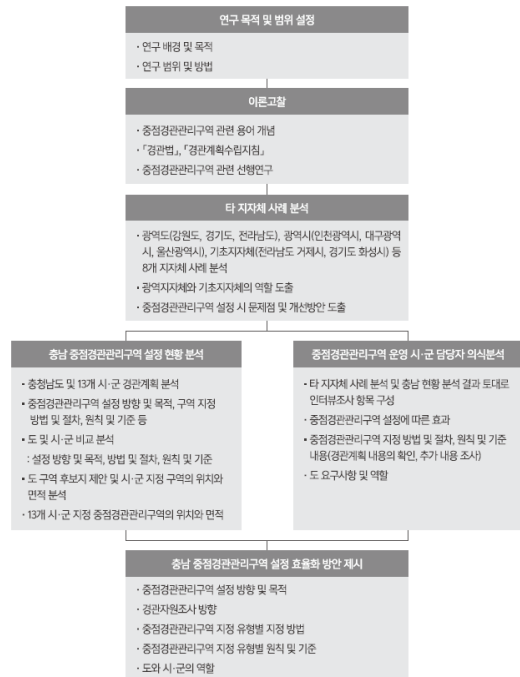 연구 목적 및 범위 설정
· 연구 배경 및 목적
· 연구 범위 및 방법
이론고찰
· 중점경관관리구역 관련 용어 개념
· 「경관법」, 「경관계획수립지침」
· 중점경관관리구역 관련 선행연구
타 지자체 사례 분석
· 광역도(강원도, 경기도, 전라남도), 광역시(인천광역시, 대구광역
시, 울산광역시), 기초지자체(전라남도 거제시, 경기도 화성시) 등
8개 지자체 사례 분석
· 광역지자체와 기초지자체의 역할 도출
· 중점경관관리구역 설정 시 문제점 및 개선방안 도출
충남 중점경관관리구역 설정 현황 분석
▪ 충청남도 및 13개 시·군 경관계획 분석
▪ 중점경관관리구역 설정 방향 및 목적, 구역 지정
방법 및 절차, 원칙 및 기준 등
▪ 도 및 시·군 비교 분석
: 설정 방향 및 목적, 방법 및 절차, 원칙 및 기준
▪ 도 구역 후보지 제안 및 시·군 지정 구역의 위치와
면적 분석
· 13개 시·군 지정 중점경관관리구역의 위치와 면적
중점경관관리구역 운영 시·군 담당자 의식분석
▪ 타 지자체 사례 분석 및 충남 현황 분석 결과 토대로
인터뷰조사 항목 구성
· 중점경관관리구역 설정에 따른 효과
▪ 중점경관관리구역 지정 방법 및 절차, 원칙 및 기준
내용(경관계획 내용의 확인, 추가 내용 조사)
· 도 요구사항 및 역할
충남 중점경관관리구역 설정 효율화 방안 제시
· 중점경관관리구역 설정 방향 및 목적
· 경관자원조사 방향
· 중점경관관리구역 지정 유형별 지정 방법
· 중점경관관리구역 지정 유형별 원칙 및 기준
· 도와 시·군의 역할